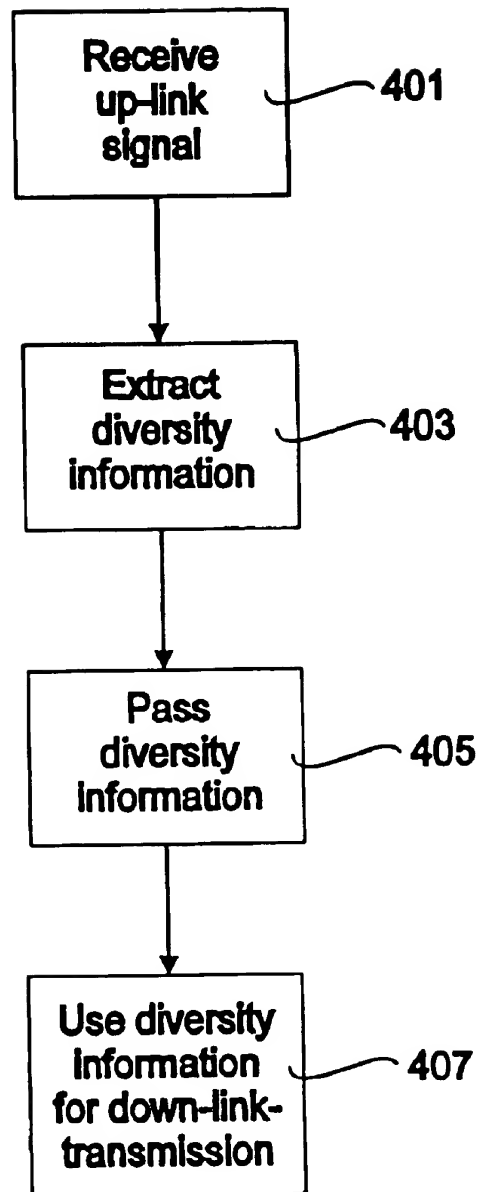 Receive
up-link
signal
401
Extract
diversity
information
403
Pass
diversity
information
405
Use diversity
information
for down-link-
transmission
407